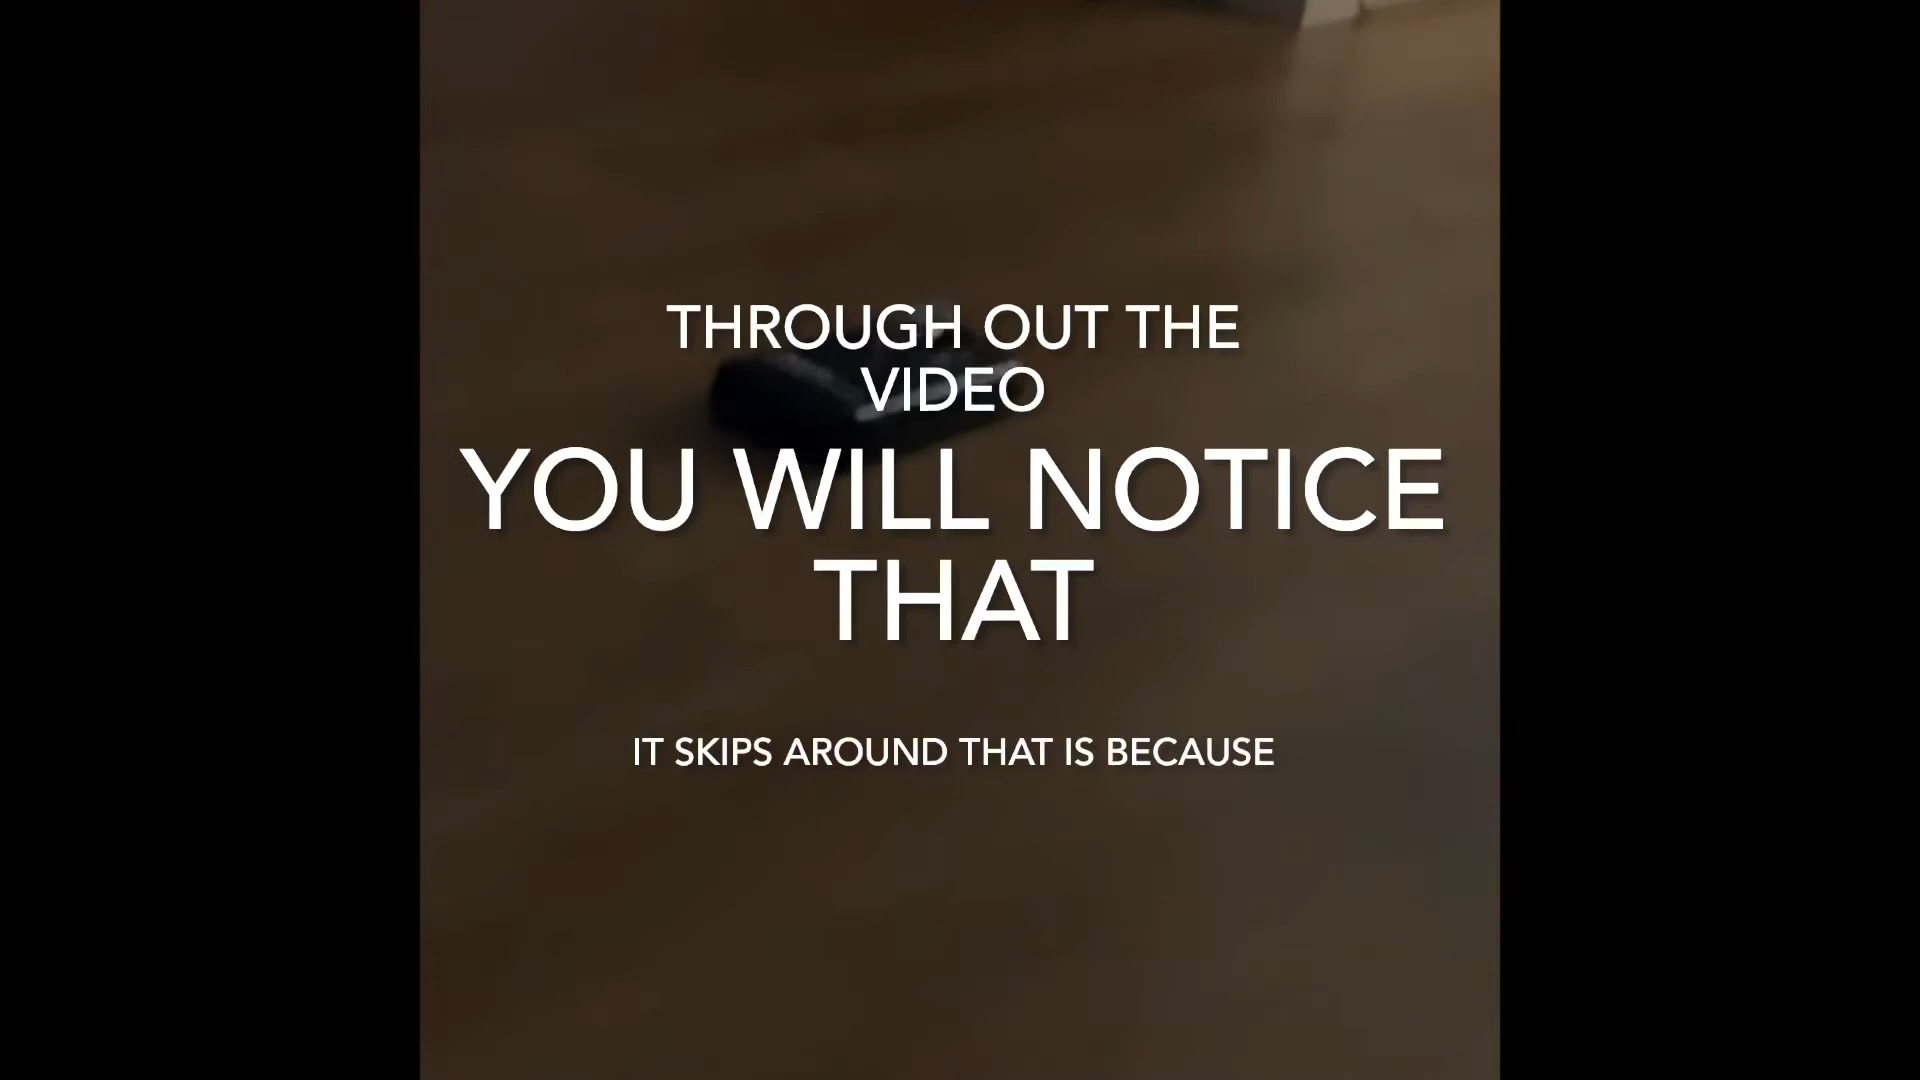 THROUGH OUT THE
VIDEO
YOU WILL NOTICE
THAT
IT SKIPS AROUND THAT IS BECAUSE